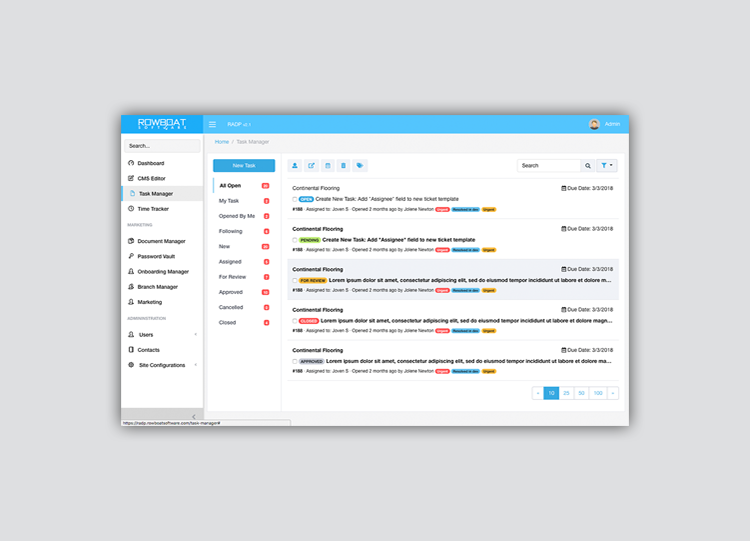 ROWBOAT
SOFTWARE
RAOP v2.1
Admin
Search...
Home / Task Manager
Dashboard
CMS Editor
Task Manager
Time Tracker
MARKETING
Document Manager
Password Vault
Onboarding Manager
Branch Manager
Marketing
ADMINISTRATION
Users
Contacts
Site Configurations
https://raop.rowboatsoftware.com/task-manager#
New Task
All Open
My Task
Opened By Me
Following
New
Assigned
For Review
Approved
Cancelled
Closed
Search
Continental Flooring
Due Date: 3/3/2018
OPEN Create New Task: Add "Assignee" field to new ticket template
#188 · Assigned to: Joven S · Opened 2 months ago by Jolene Newton Urgent Resolved in dev Urgent
Continental Flooring
Due Date: 3/3/2018
PENDING Create New Task: Add "Assignee" field to new ticket template
#188 · Assigned to: Joven S · Opened 2 months ago by Jolene Newton Urgent Resolved in dev Urgent
Continental Flooring
Due Date: 3/3/2018
FOR REVIEW Lorem ipsum dolor sit amet, consectetur adipiscing elit, sed do eiusmod tempor incididunt ut labore et dolore m...
#188 · Assigned to: Joven S · Opened 2 months ago by Jolene Newton Urgent Resolved in dev Urgent
Continental Flooring
Due Date: 3/3/2018
CLOSED Lorem ipsum dolor sit amet, consectetur adipiscing elit, sed do eiusmod tempor incididunt ut labore et dolore magn...
#188 · Assigned to: Joven S · Opened 2 months ago by Jolene Newton Urgent Resolved in dev Urgent
Continental Flooring
Due Date: 3/3/2018
APPROVED Lorem ipsum dolor sit amet, consectetur adipiscing elit, sed do eiusmod tempor incididunt ut labore et dolore m...
#188 · Assigned to: Joven S · Opened 2 months ago by Jolene Newton Urgent Resolved in dev Urgent
« 10 25 50 100 »